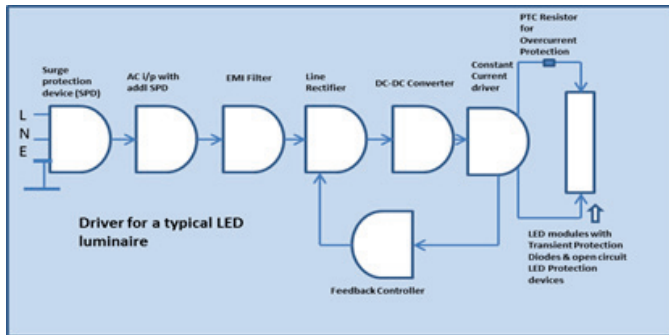 PTC Resistor
for
Overcurrent
Protection
Surge
protection
device (SPD)
AC i/p with
addl SPD
EMI Filter
Line
Rectifier
DC-DC Converter
Constant
Current
driver
L
N
E
Driver for a typical LED
luminaire
Feedback Controller
LED modules with
Transient Protection
Diodes & open circuit
LED Protection
devices